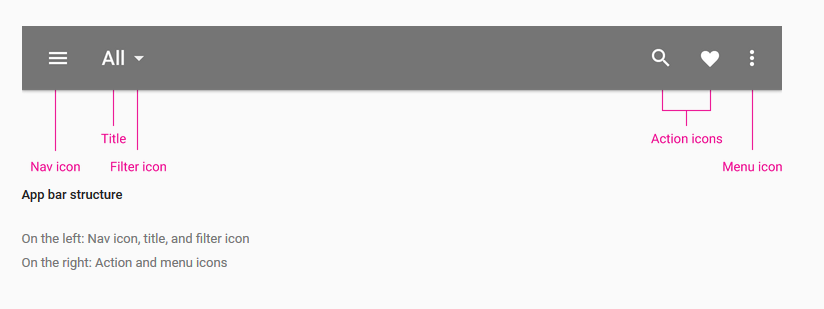 All
Title
Action icons
Nav icon
Filter icon
Menu icon
App bar structure
On the left: Nav icon, title, and filter icon
On the right: Action and menu icons